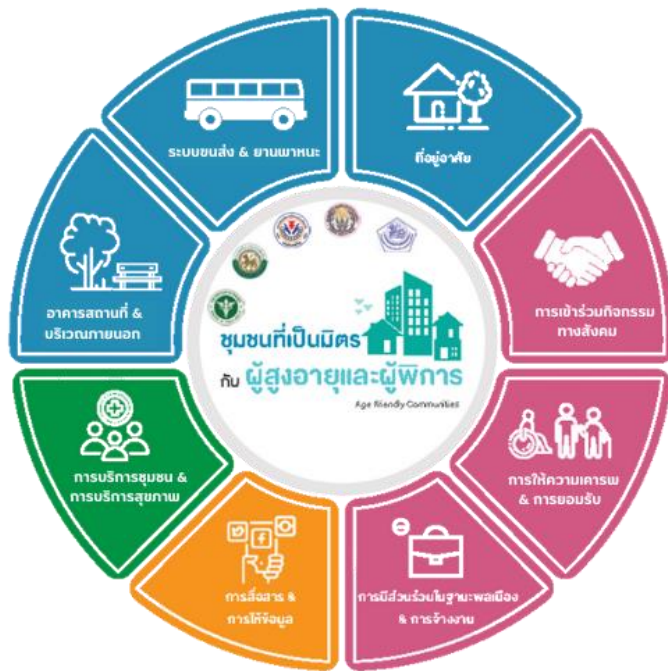 ระบบขนส่ง & ยานพาหนะ
ที่อยู่อาศัย
การเข้าร่วมกิจกรรม
ทางสังคม
การให้ความเคารพ
& การยอมรับ
การมีส่วนร่วมในฐานะพลเมือง
& การจ้างงาน
การสื่อสาร &
การให้ข้อมูล
การบริการชุมชน &
การบริการสุขภาพ
อาคารสถานที่ &
บริเวณภายนอก
ชุมชนที่เป็นมิตร
กับ ผู้สูงอายุและผู้พิการ
Age Friendly Communities